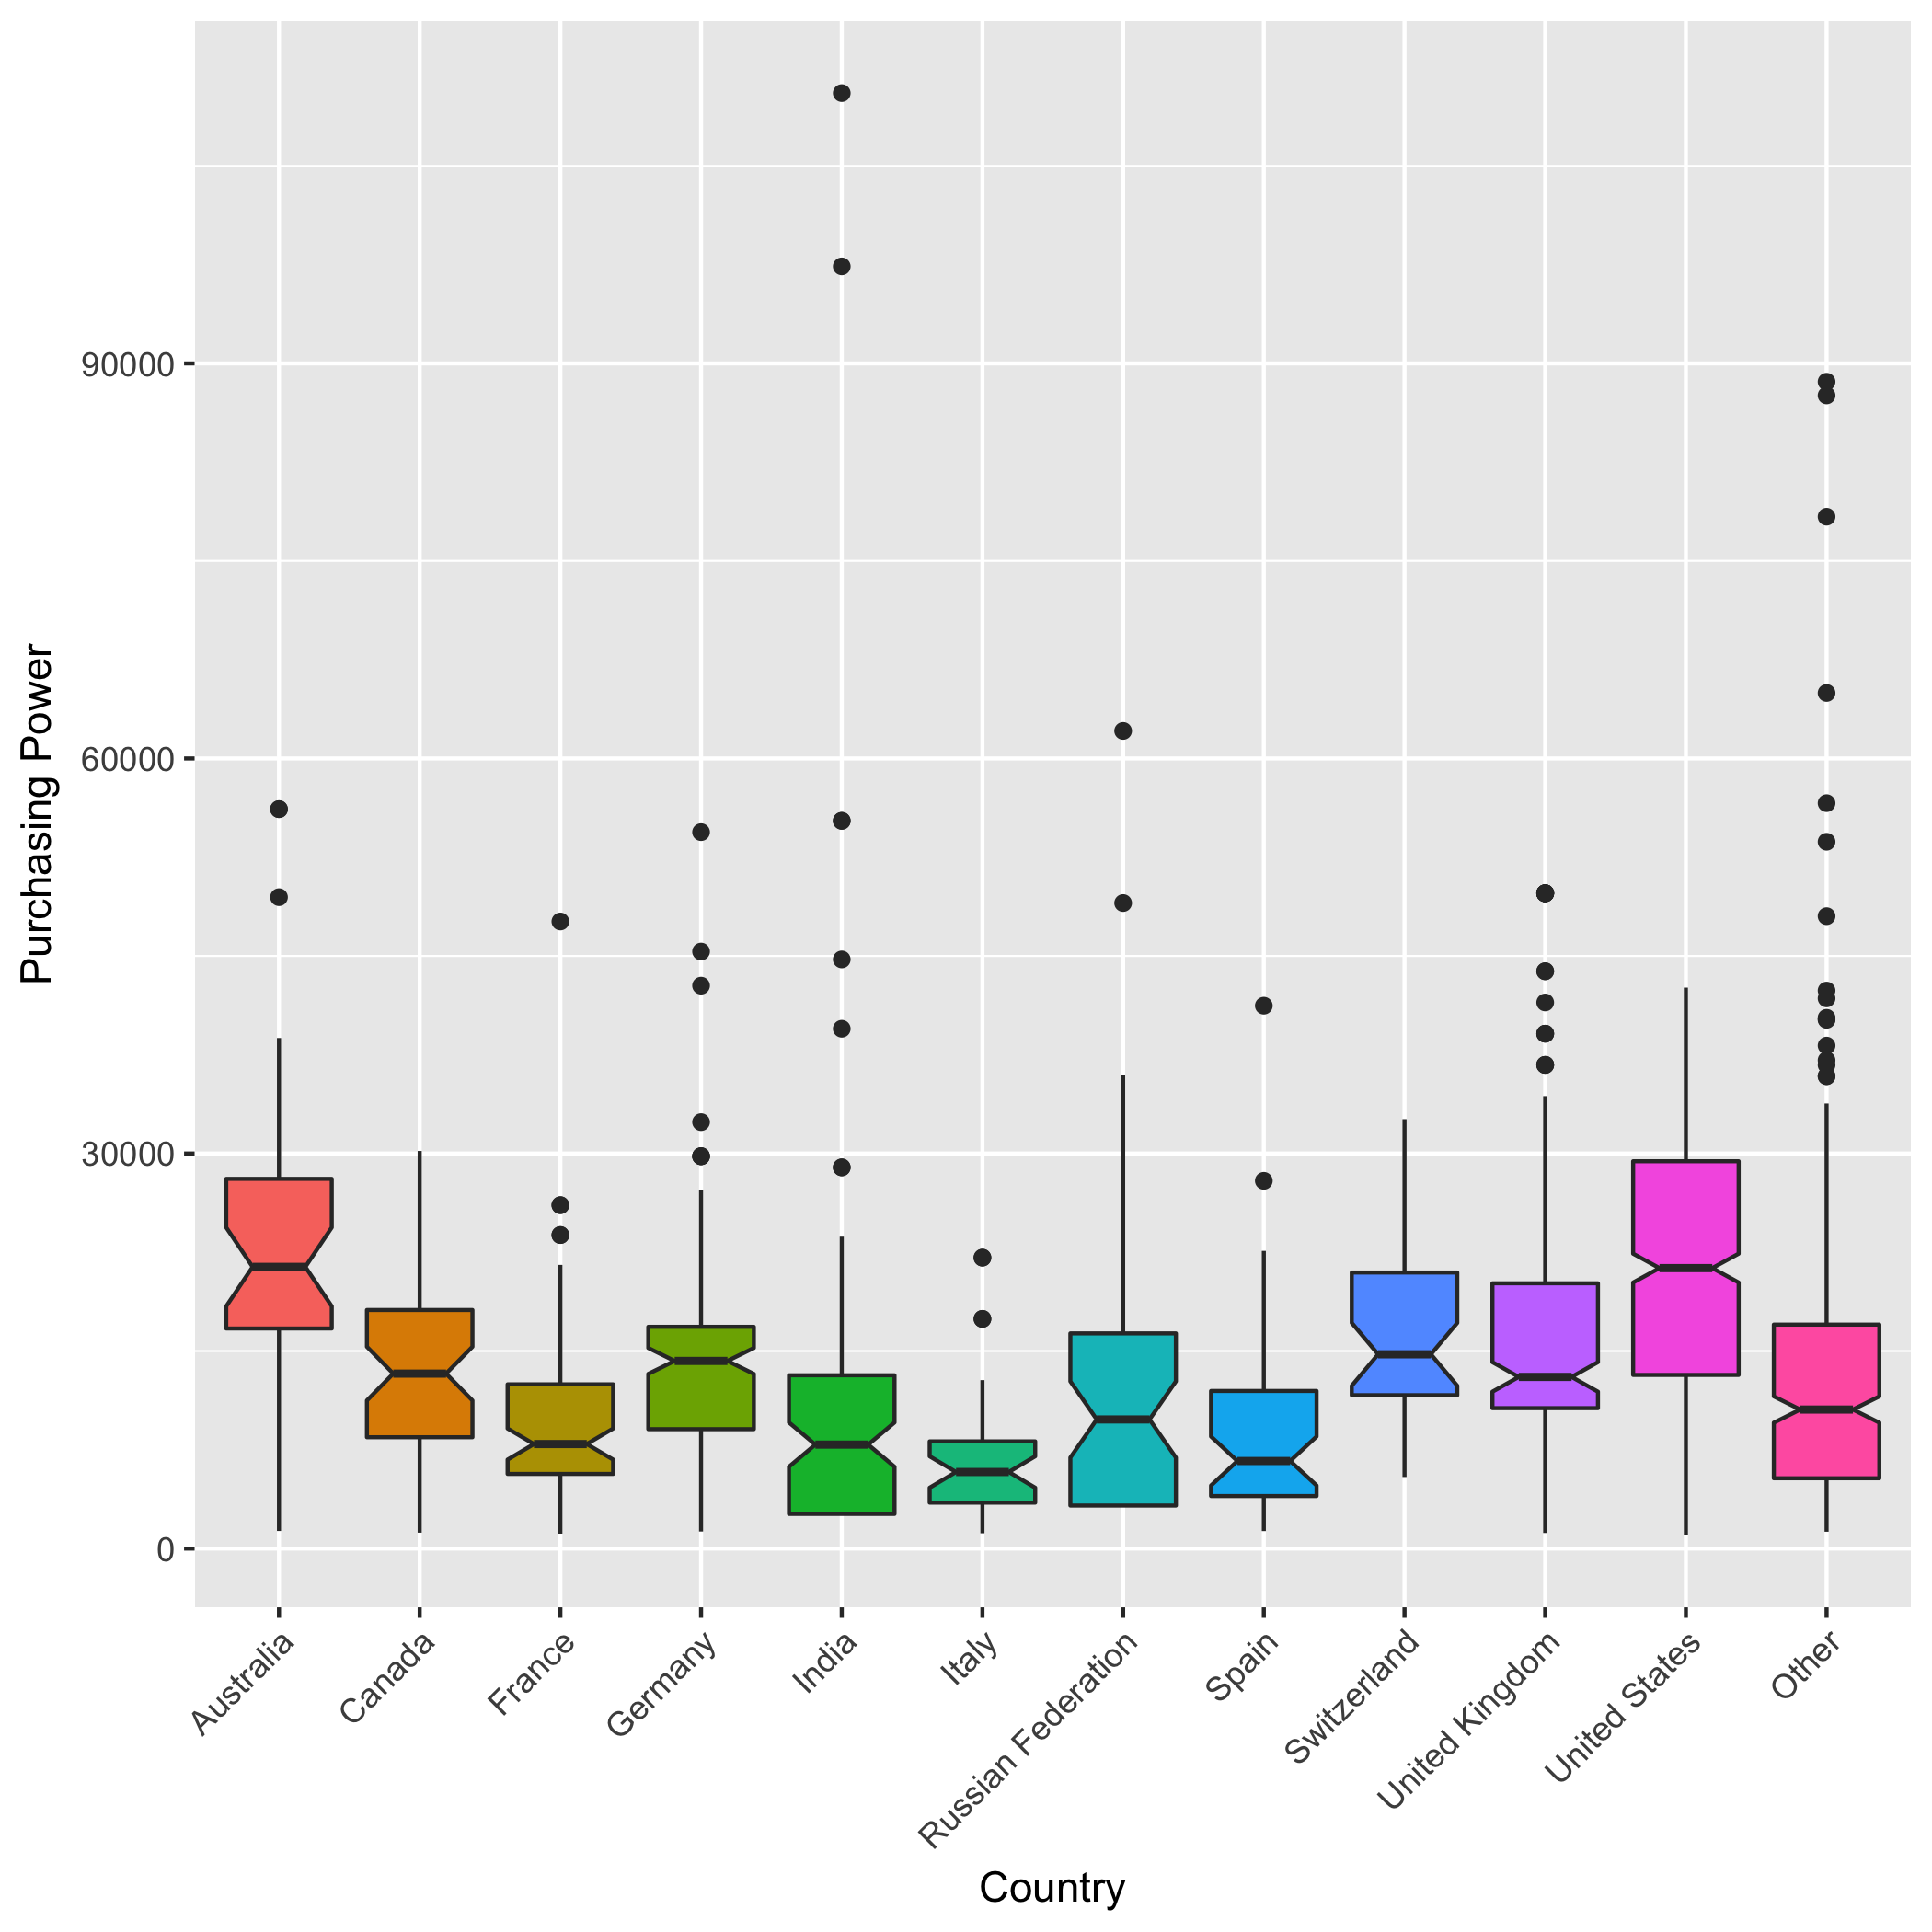 Purchasing Power
90000
60000
30000
0
Australia
Canada
France
Germany
India
Italy
Russian Federation
Spain
Switzerland
United Kingdom
United States
Other
Country